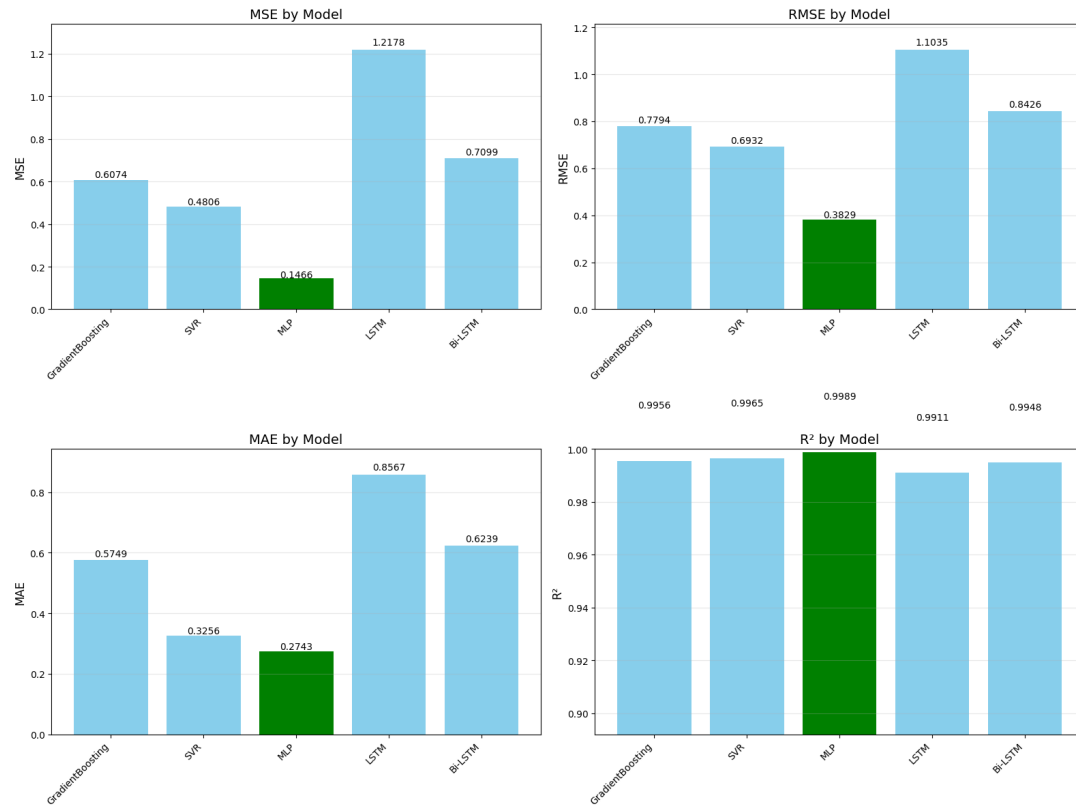 MSE by Model
MSE
1.2
1.0
0.8
0.6
0.4
0.2
0.0
0.6074
0.4806
0.1466
1.2178
0.7099
GradientBoosting
SVR
MLP
LSTM
Bi-LSTM
RMSE by Model
RMSE
1.2
1.0
0.8
0.6
0.4
0.2
0.0
0.7794
0.6932
0.3829
1.1035
0.8426
GradientBoosting
SVR
MLP
LSTM
Bi-LSTM
MAE by Model
MAE
0.8
0.6
0.4
0.2
0.0
0.5749
0.3256
0.2743
0.8567
0.6239
GradientBoosting
SVR
MLP
LSTM
Bi-LSTM
0.9956
0.9965
0.9989
0.9911
0.9948
R² by Model
R²
1.00
0.98
0.96
0.94
0.92
0.90
GradientBoosting
SVR
MLP
LSTM
Bi-LSTM